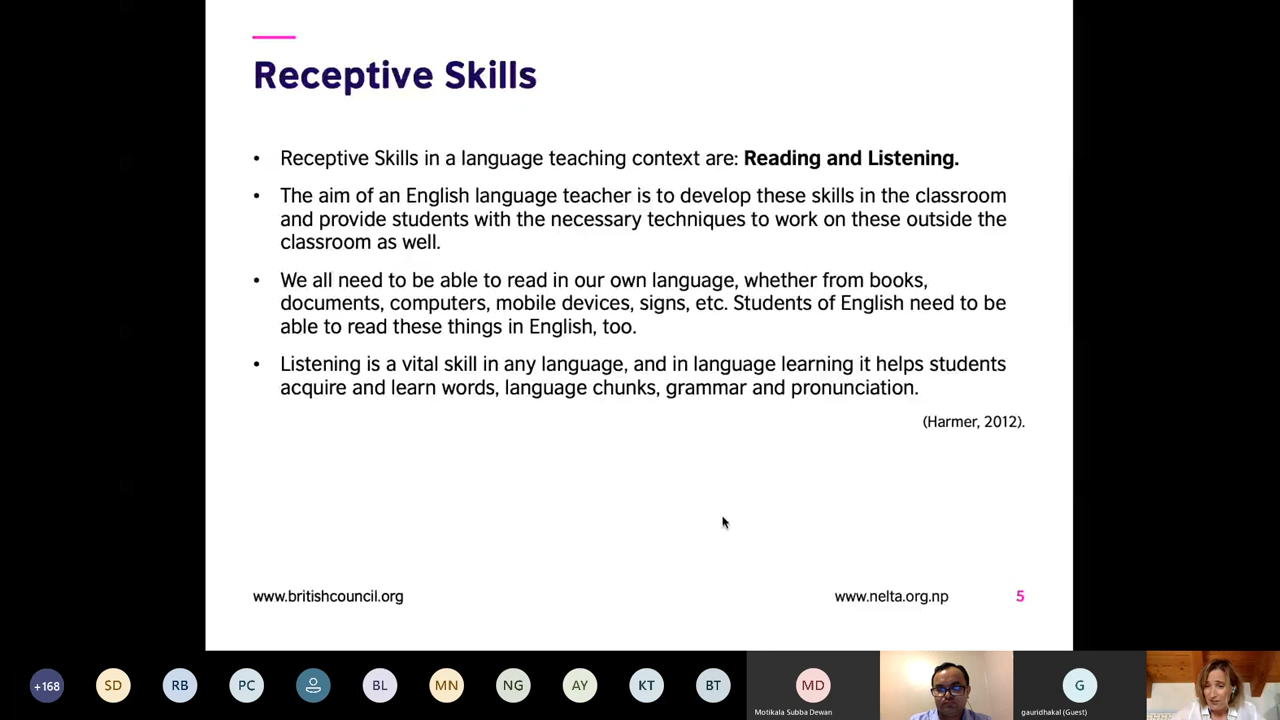 Receptive Skills
• Receptive Skills in a language teaching context are: Reading and Listening.
• The aim of an English language teacher is to develop these skills in the classroom
and provide students with the necessary techniques to work on these outside the
classroom as well.
• We all need to be able to read in our own language, whether from books,
documents, computers, mobile devices, signs, etc. Students of English need to be
able to read these things in English, too.
• Listening is a vital skill in any language, and in language learning it helps students
acquire and learn words, language chunks, grammar and pronunciation.
(Harmer, 2012).
www.britishcouncil.org
www.nelta.org.np
5
+168
SD
RB
PC
BL
MN
NG
AY
KT
BT
MD
Motikala Subba Dewan
G
gauridhakal (Guest)